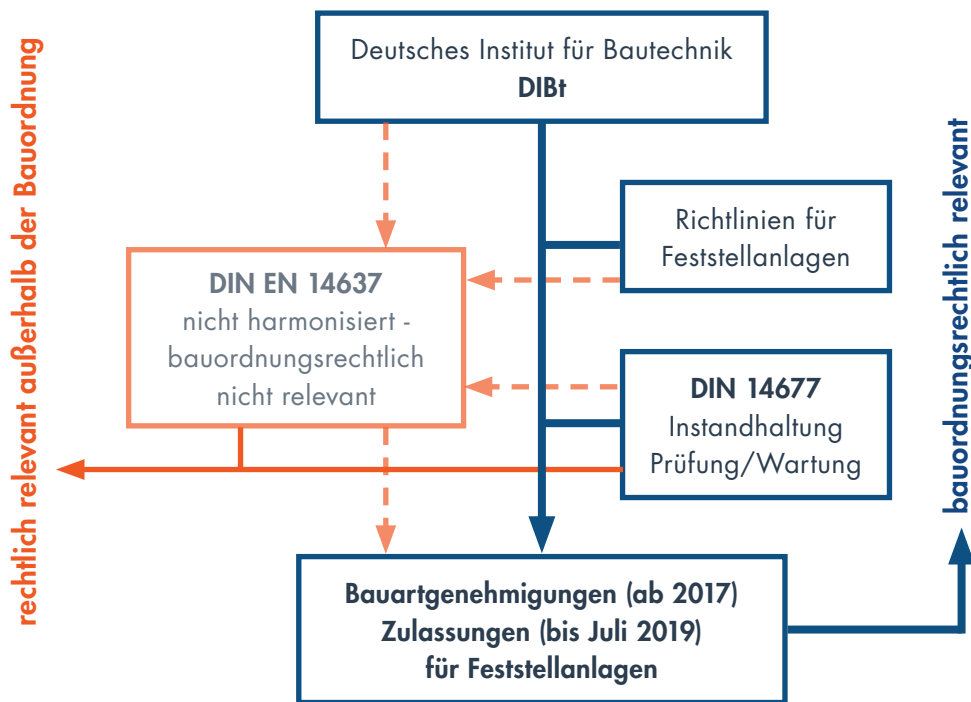 Deutsches Institut für Bautechnik
DIBt
rechtlich relevant außerhalb der Bauordnung
bauordnungsrechtlich relevant
Richtlinien für
Feststellanlagen
DIN EN 14637
nicht harmonisiert -
bauordnungsrechtlich
nicht relevant
DIN 14677
Instandhaltung
Prüfung/Wartung
Bauartgenehmigungen (ab 2017)
Zulassungen (bis Juli 2019)
für Feststellanlagen